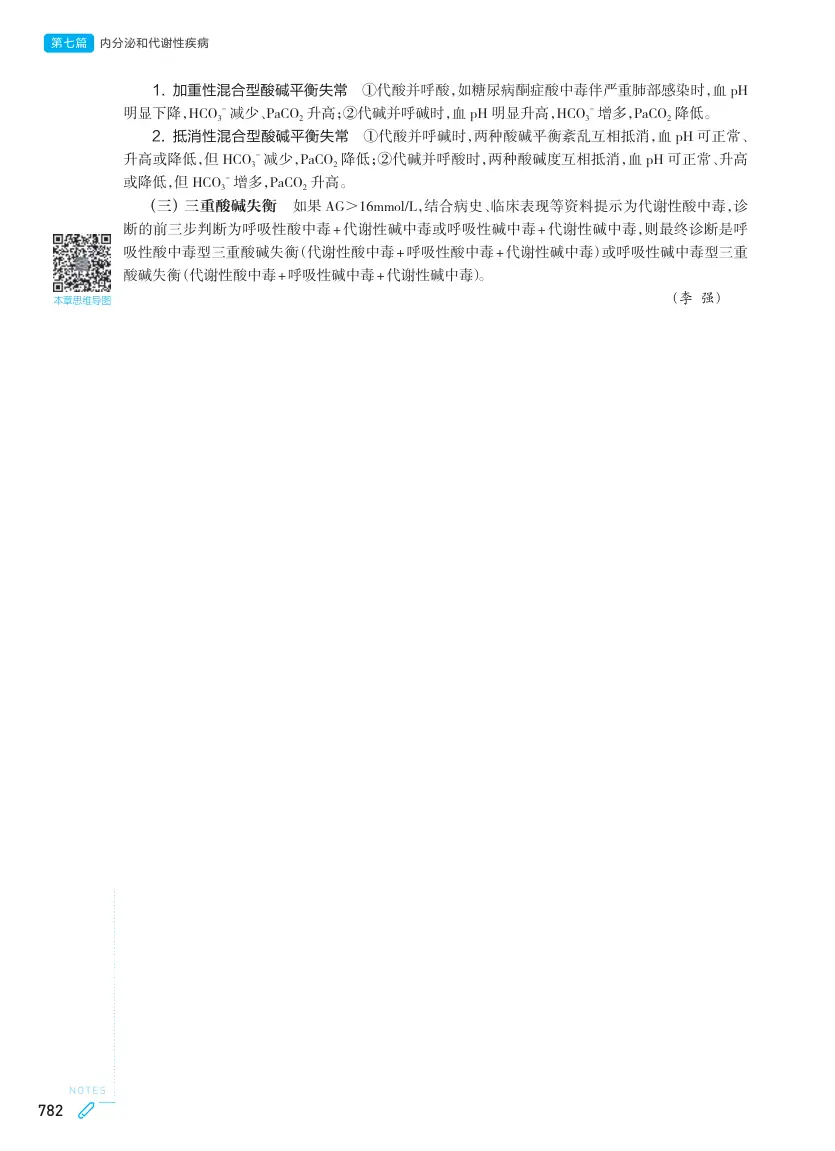 第七篇 内分泌和代谢性疾病
1. 加重性混合型酸碱平衡失常 ①代酸并呼酸,如糖尿病酮症酸中毒伴严重肺部感染时,血 pH
明显下降,HCO₃⁻ 减少、PaCO₂ 升高;②代碱并呼碱时,血 pH 明显升高,HCO₃⁻ 增多,PaCO₂ 降低。
2. 抵消性混合型酸碱平衡失常 ①代酸并呼碱时,两种酸碱平衡紊乱互相抵消,血 pH 可正常、
升高或降低,但 HCO₃⁻ 减少,PaCO₂ 降低;②代碱并呼酸时,两种酸碱度互相抵消,血 pH 可正常、升高
或降低,但 HCO₃⁻ 增多,PaCO₂ 升高。
(三) 三重酸碱失衡 如果 AG>16mmol/L,结合病史、临床表现等资料提示为代谢性酸中毒,诊
断的前三步判断为呼吸性酸中毒+代谢性碱中毒或呼吸性碱中毒+代谢性碱中毒,则最终诊断是呼
吸性酸中毒型三重酸碱失衡(代谢性酸中毒+呼吸性酸中毒+代谢性碱中毒)或呼吸性碱中毒型三重
酸碱失衡(代谢性酸中毒+呼吸性碱中毒+代谢性碱中毒)。
本章思维导图
(李 强)
NOTES
782